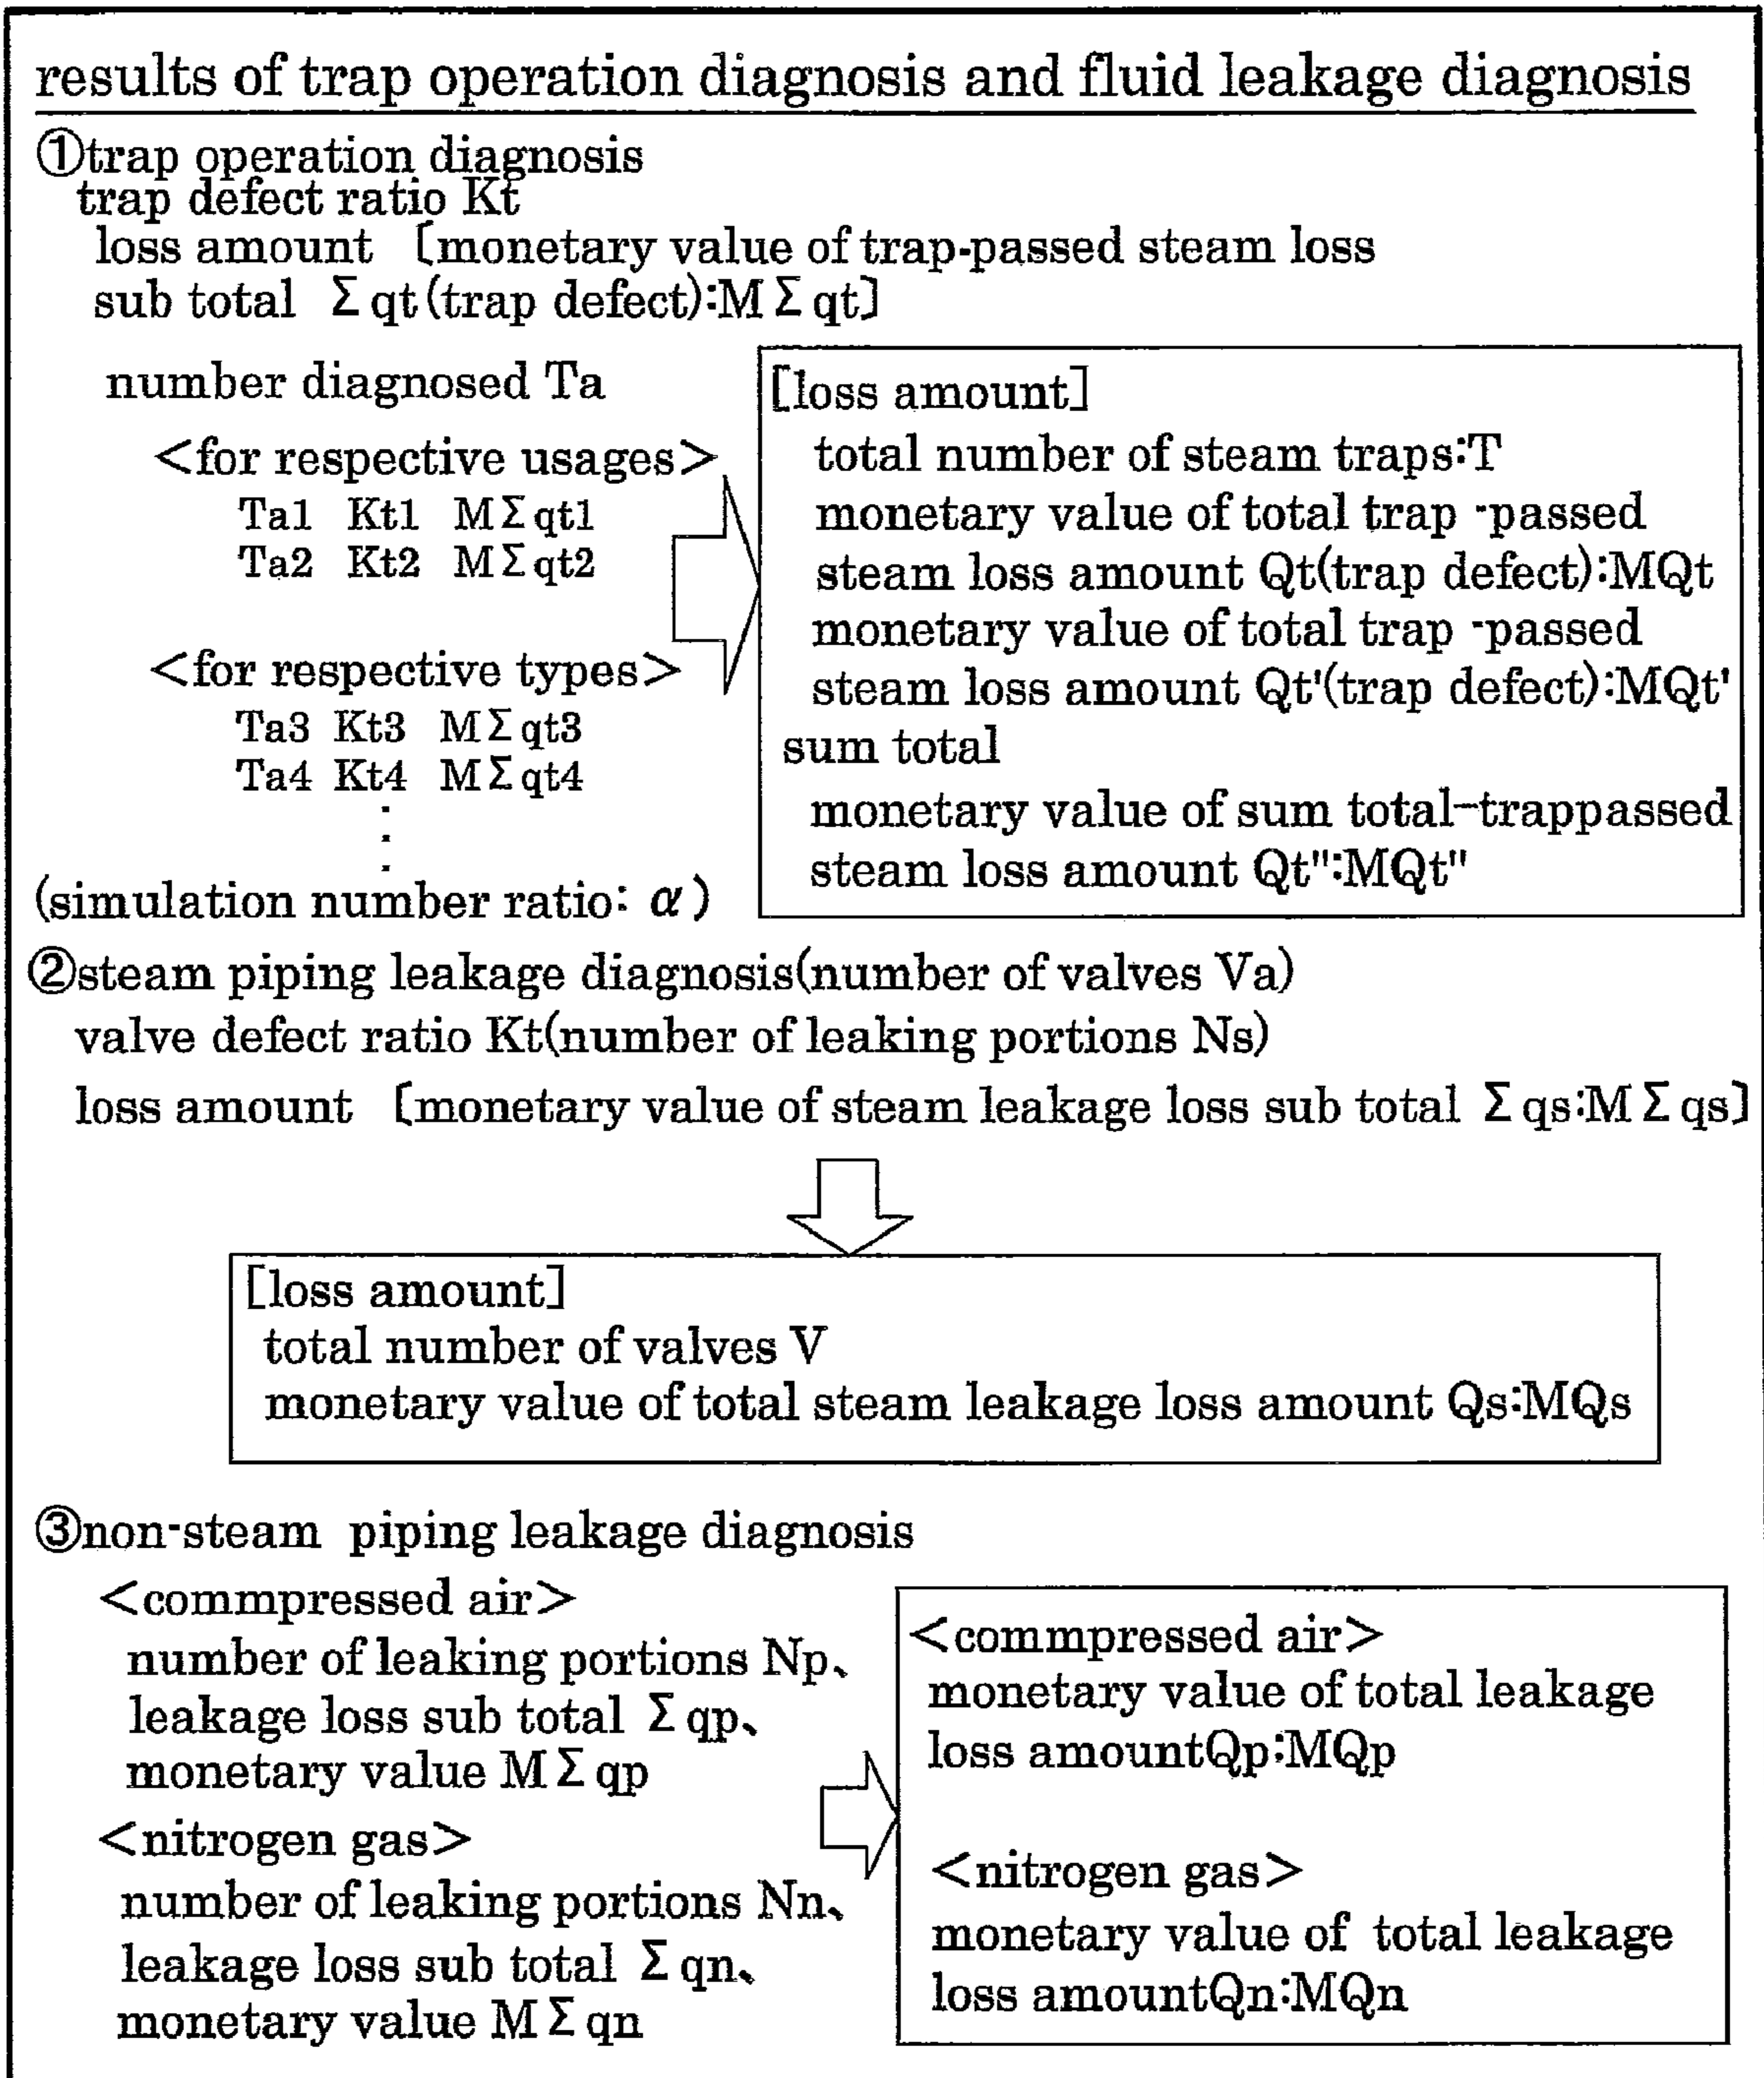 results of trap operation diagnosis and fluid leakage diagnosis
①trap operation diagnosis
trap defect ratio Kt
loss amount 〔monetary value of trap-passed steam loss
sub total Σqt(trap defect):MΣqt〕
number diagnosed Ta
<for respective usages>
Ta1 Kt1 MΣqt1
Ta2 Kt2 MΣqt2
<for respective types>
Ta3 Kt3 MΣqt3
Ta4 Kt4 MΣqt4
⋮
(simulation number ratio: α)
[loss amount]
total number of steam traps:T
monetary value of total trap -passed
steam loss amount Qt(trap defect):MQt
monetary value of total trap -passed
steam loss amount Qt'(trap defect):MQt'
sum total
monetary value of sum total-trappassed
steam loss amount Qt":MQt"
②steam piping leakage diagnosis(number of valves Va)
valve defect ratio Kt(number of leaking portions Ns)
loss amount 〔monetary value of steam leakage loss sub total Σqs:MΣqs〕
[loss amount]
total number of valves V
monetary value of total steam leakage loss amount Qs:MQs
③non-steam piping leakage diagnosis
<commpressed air>
number of leaking portions Np、
leakage loss sub total Σqp、
monetary value MΣqp
<nitrogen gas>
number of leaking portions Nn、
leakage loss sub total Σqn、
monetary value MΣqn
<commpressed air>
monetary value of total leakage
loss amountQp:MQp
<nitrogen gas>
monetary value of total leakage
loss amountQn:MQn